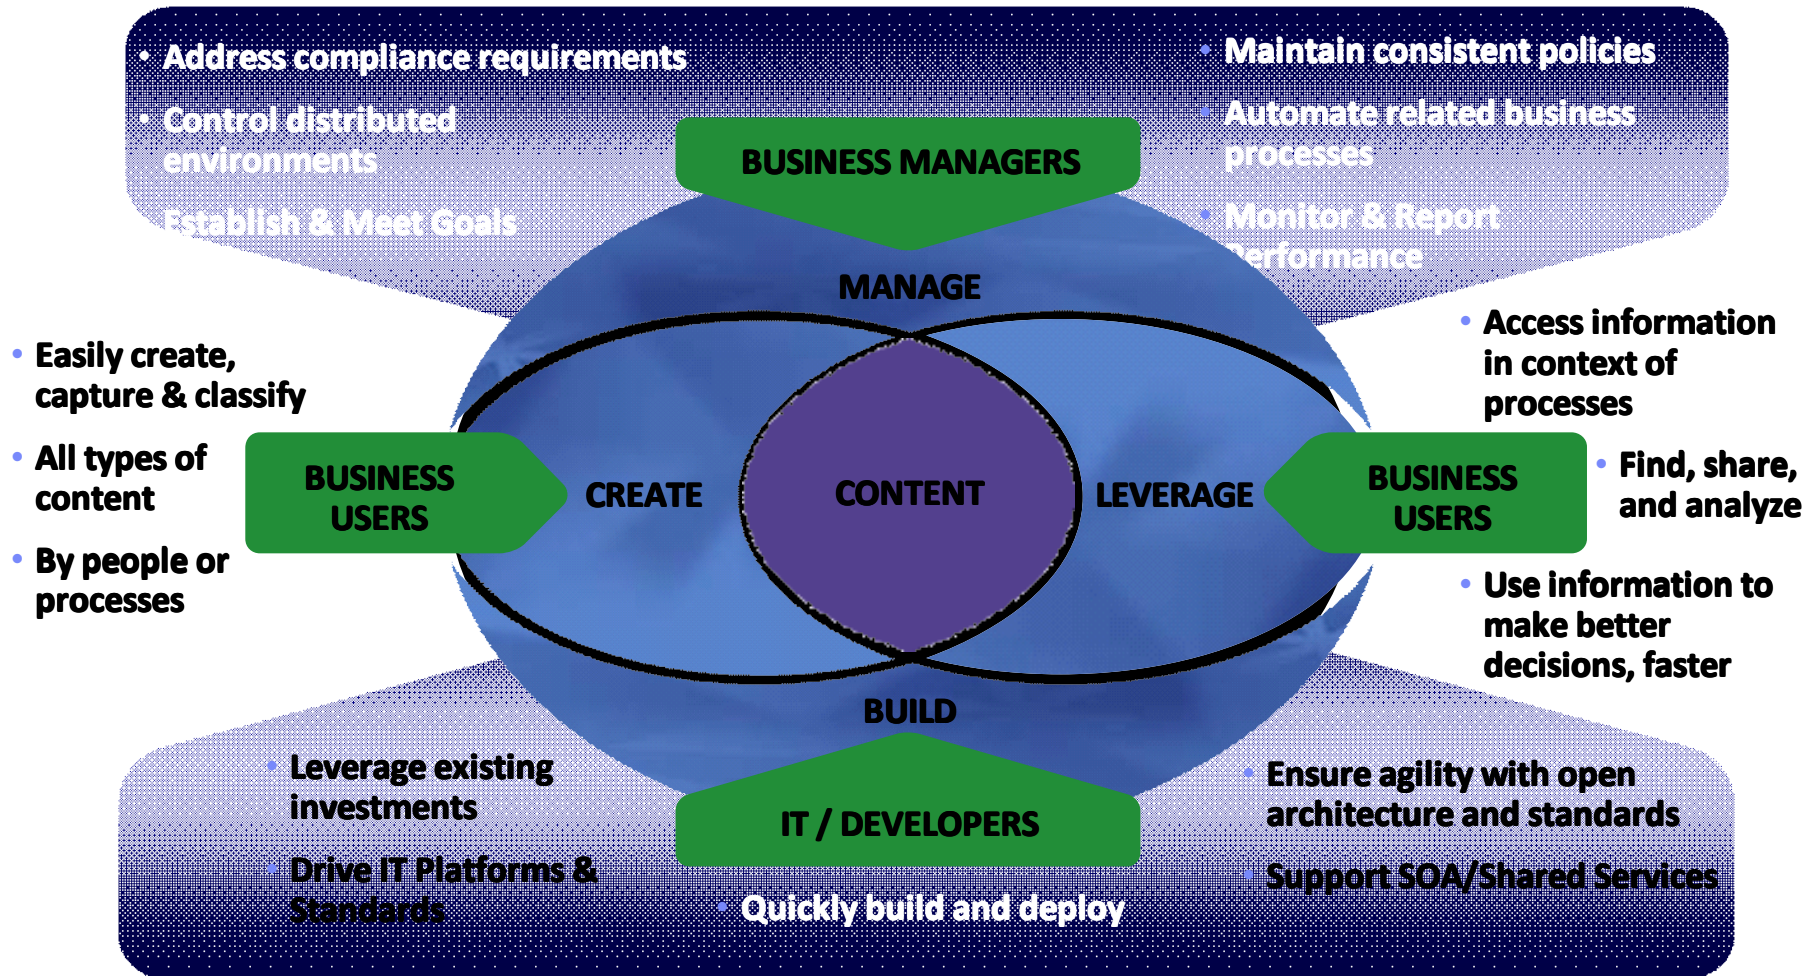 • Address compliance requirements
• Control distributed
environments
Establish & Meet Goals
• Maintain consistent policies
• Automate related business
processes
• Monitor & Report
Performance
BUSINESS MANAGERS
MANAGE
• Easily create,
capture & classify
• All types of
content
• By people or
processes
BUSINESS
USERS
CREATE
CONTENT
LEVERAGE
BUSINESS
USERS
• Access information
in context of
processes
• Find, share,
and analyze
• Use information to
make better
decisions, faster
BUILD
IT / DEVELOPERS
• Leverage existing
investments
• Drive IT Platforms &
Standards
• Quickly build and deploy
• Ensure agility with open
architecture and standards
• Support SOA/Shared Services